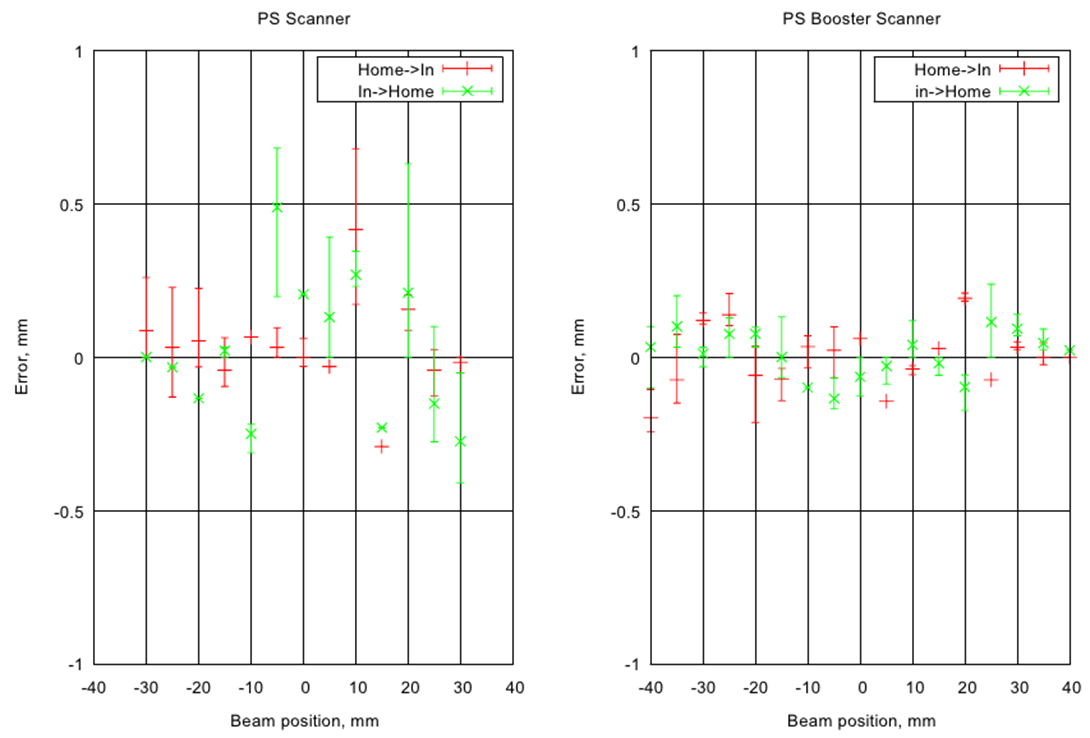 PS Scanner
1
0.5
0
-0.5
-1
Error, mm
Home->In
In->Home
-40 -30 -20 -10 0 10 20 30 40
Beam position, mm
PS Booster Scanner
1
0.5
0
-0.5
-1
Error, mm
Home->In
in->Home
-40 -30 -20 -10 0 10 20 30 40
Beam position, mm